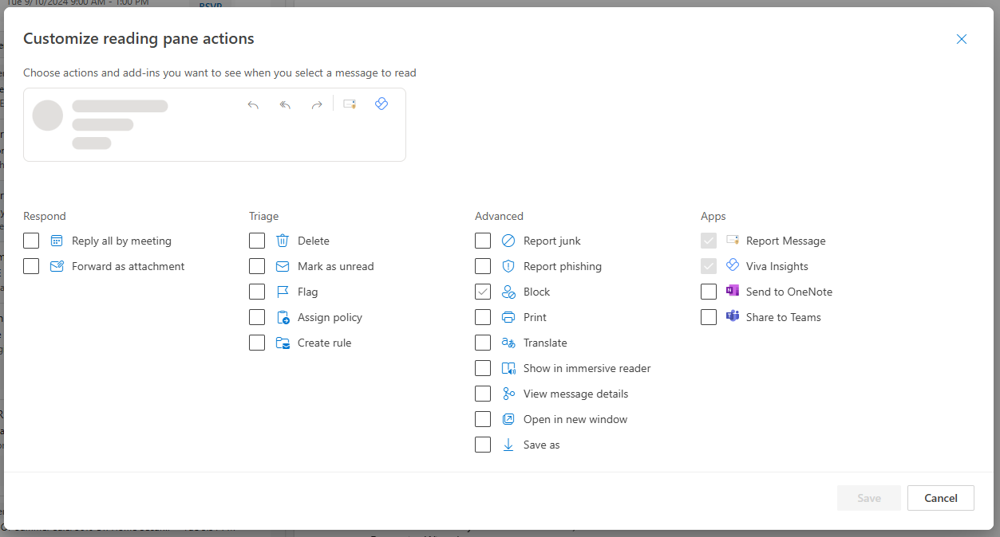 Tue 9/10/2024 9:00 AM - 1:00 PM
RSVP
Customize reading pane actions
Choose actions and add-ins you want to see when you select a message to read
Respond
Reply all by meeting
Forward as attachment
Triage
Delete
Mark as unread
Flag
Assign policy
Create rule
Advanced
Report junk
Report phishing
Block
Print
Translate
Show in immersive reader
View message details
Open in new window
Save as
Apps
Report Message
Viva Insights
Send to OneNote
Share to Teams
Save
Cancel